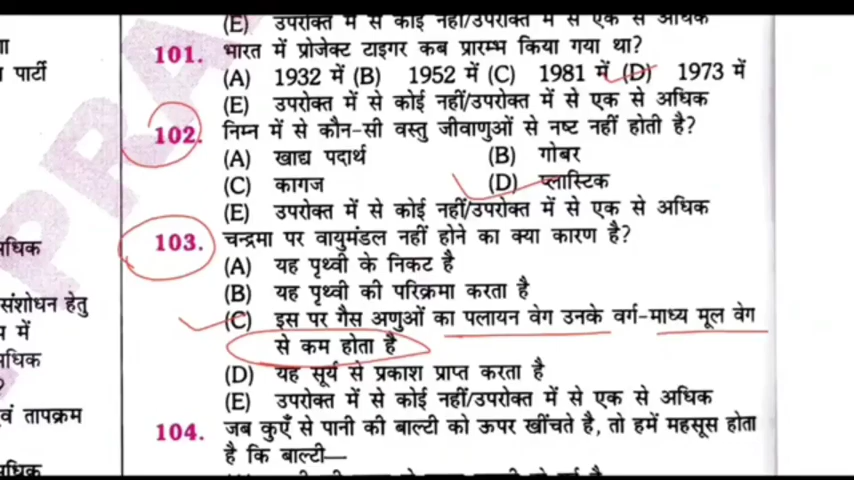 (E) उपरोक्त में से कोई नहीं/उपरोक्त में से एक से अधिक
101. भारत में प्रोजेक्ट टाइगर कब प्रारम्भ किया गया था?
(A) 1932 में (B) 1952 में (C) 1981 में (D) 1973 में
(E) उपरोक्त में से कोई नहीं/उपरोक्त में से एक से अधिक
पार्टी
102. निम्न में से कौन-सी वस्तु जीवाणुओं से नष्ट नहीं होती है?
(A) खाद्य पदार्थ (B) गोबर
(C) कागज (D) प्लास्टिक
(E) उपरोक्त में से कोई नहीं/उपरोक्त में से एक से अधिक
103. चन्द्रमा पर वायुमंडल नहीं होने का क्या कारण है?
(A) यह पृथ्वी के निकट है
(B) यह पृथ्वी की परिक्रमा करता है
संशोधन हेतु
(C) इस पर गैस अणुओं का पलायन वेग उनके वर्ग-माध्य मूल वेग
में
से कम होता है
(D) यह सूर्य से प्रकाश प्राप्त करता है
(E) उपरोक्त में से कोई नहीं/उपरोक्त में से एक से अधिक
वं तापक्रम
104. जब कुएँ से पानी की बाल्टी को ऊपर खींचते है, तो हमें महसूस होता
है कि बाल्टी—